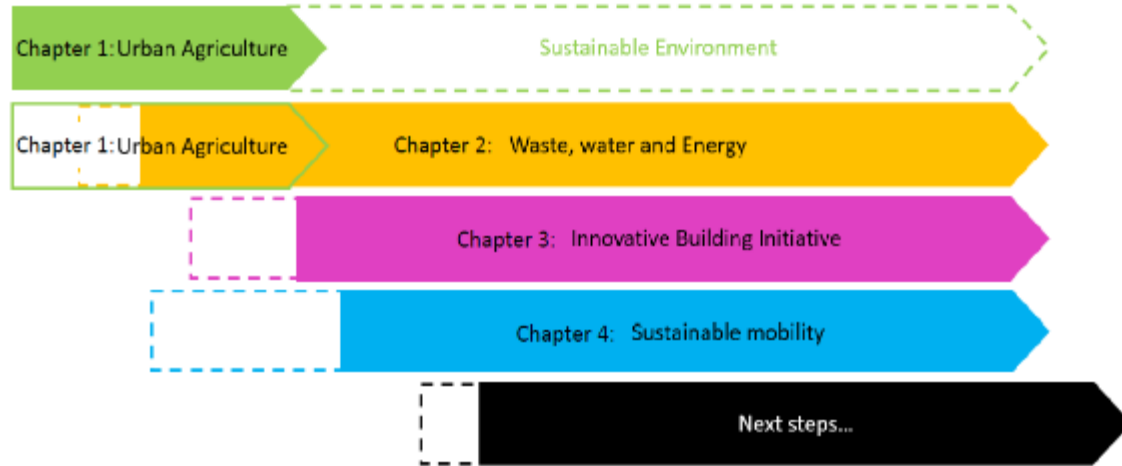 Chapter 1: Urban Agriculture Sustainable Environment
Chapter 1: Urban Agriculture Chapter 2: Waste, water and Energy
Chapter 3: Innovative Building Initiative
Chapter 4: Sustainable mobility
Next steps...